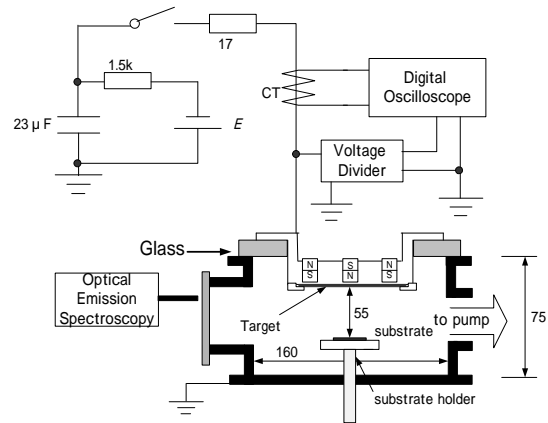 17
1.5k
CT
Digital
Oscilloscope
23 μ F
E
Voltage
Divider
Glass
N S N
S N S
Optical
Emission
Spectroscopy
Target
55
substrate
to pump
75
160
substrate holder